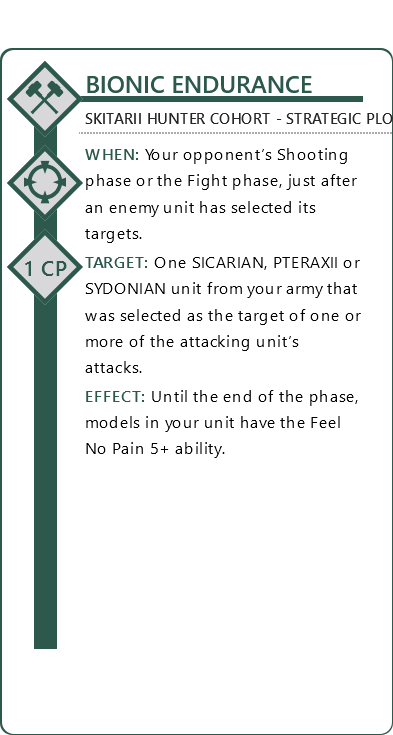 BIONIC ENDURANCE
SKITARII HUNTER COHORT - STRATEGIC PLO
WHEN: Your opponent's Shooting
phase or the Fight phase, just after
an enemy unit has selected its
targets.
1 CP
TARGET: One SICARIAN, PTERAXII or
SYDONIAN unit from your army that
was selected as the target of one or
more of the attacking unit's
attacks.
EFFECT: Until the end of the phase,
models in your unit have the Feel
No Pain 5+ ability.